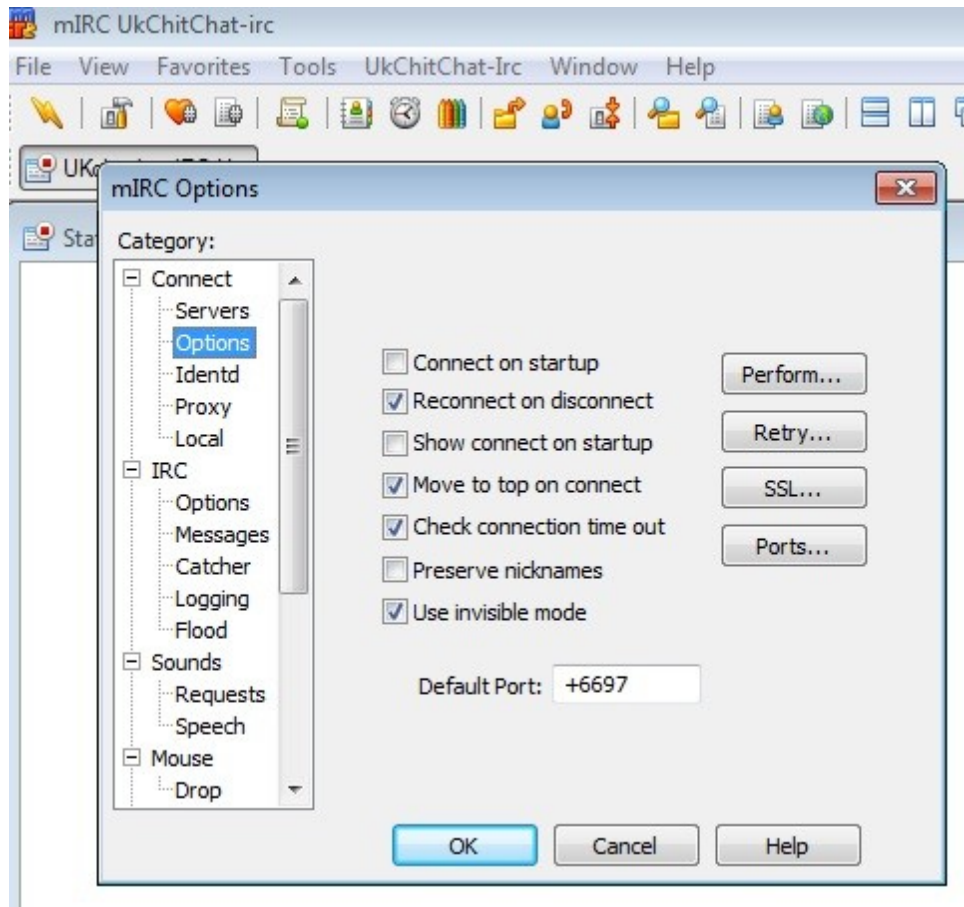 mIRC UkChitChat-irc
File View Favorites Tools UkChitChat-Irc Window Help
mIRC Options
Sta
Category:
Connect
Servers
Options
Identd
Proxy
Local
IRC
Options
Messages
Catcher
Logging
Flood
Sounds
Requests
Speech
Mouse
Drop
Connect on startup
Reconnect on disconnect
Show connect on startup
Move to top on connect
Check connection time out
Preserve nicknames
Use invisible mode
Perform...
Retry...
SSL...
Ports...
Default Port: +6697
OK Cancel Help